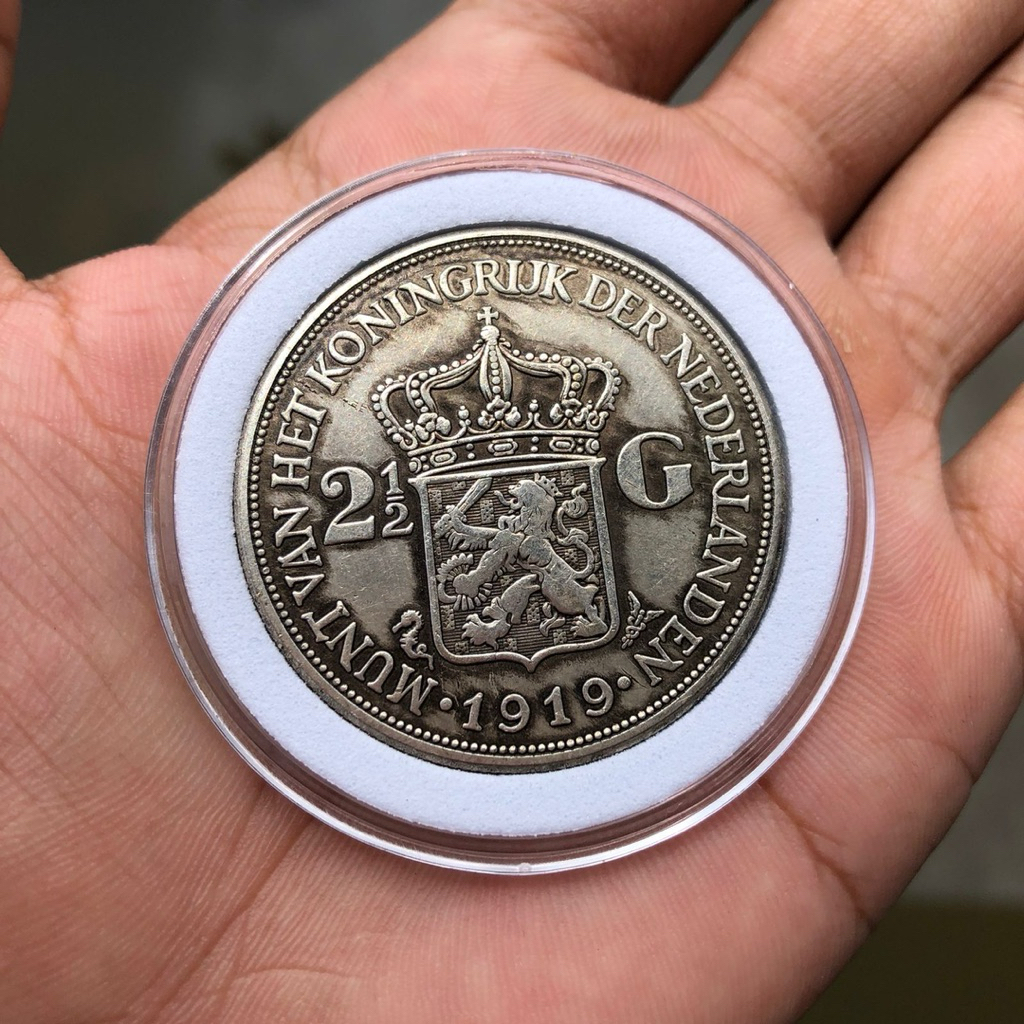 MUNT VAN HET KONINGRIJK DER NEDERLANDEN
2½ G
· 1919 ·